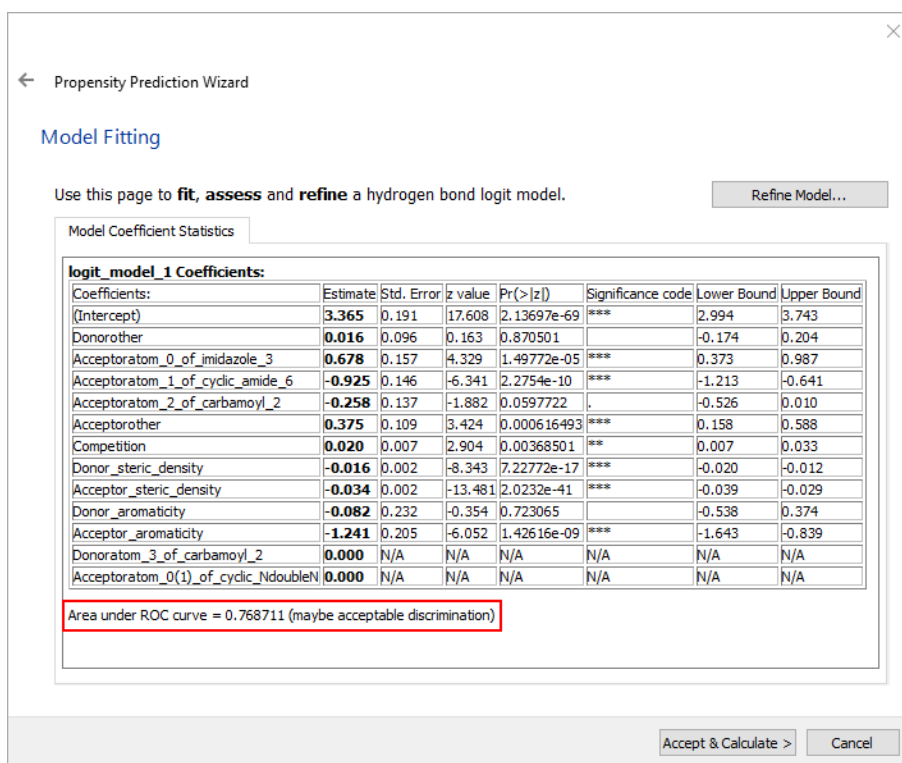 Propensity Prediction Wizard
Model Fitting
Use this page to fit, assess and refine a hydrogen bond logit model.
Refine Model...
Model Coefficient Statistics
logit_model_1 Coefficients:
Coefficients: Estimate Std. Error z value Pr(>|z|) Significance code Lower Bound Upper Bound
(Intercept) 3.365 0.191 17.608 2.13697e-69 *** 2.994 3.743
Donorother 0.016 0.096 0.163 0.870501 -0.174 0.204
Acceptoratom_0_of_imidazole_3 0.678 0.157 4.329 1.49772e-05 *** 0.373 0.987
Acceptoratom_1_of_cyclic_amide_6 -0.925 0.146 -6.341 2.2754e-10 *** -1.213 -0.641
Acceptoratom_2_of_carbamoyl_2 -0.258 0.137 -1.882 0.0597722 . -0.526 0.010
Acceptorother 0.375 0.109 3.424 0.000616493 *** 0.158 0.588
Competition 0.020 0.007 2.904 0.00368501 ** 0.007 0.033
Donor_steric_density -0.016 0.002 -8.343 7.22772e-17 *** -0.020 -0.012
Acceptor_steric_density -0.034 0.002 -13.481 2.0232e-41 *** -0.039 -0.029
Donor_aromaticity -0.082 0.232 -0.354 0.723065 -0.538 0.374
Acceptor_aromaticity -1.241 0.205 -6.052 1.42616e-09 *** -1.643 -0.839
Donoratom_3_of_carbamoyl_2 0.000 N/A N/A N/A N/A N/A N/A
Acceptoratom_0(1)_of_cyclic_NdoubleN 0.000 N/A N/A N/A N/A N/A N/A
Area under ROC curve = 0.768711 (maybe acceptable discrimination)
Accept & Calculate > Cancel